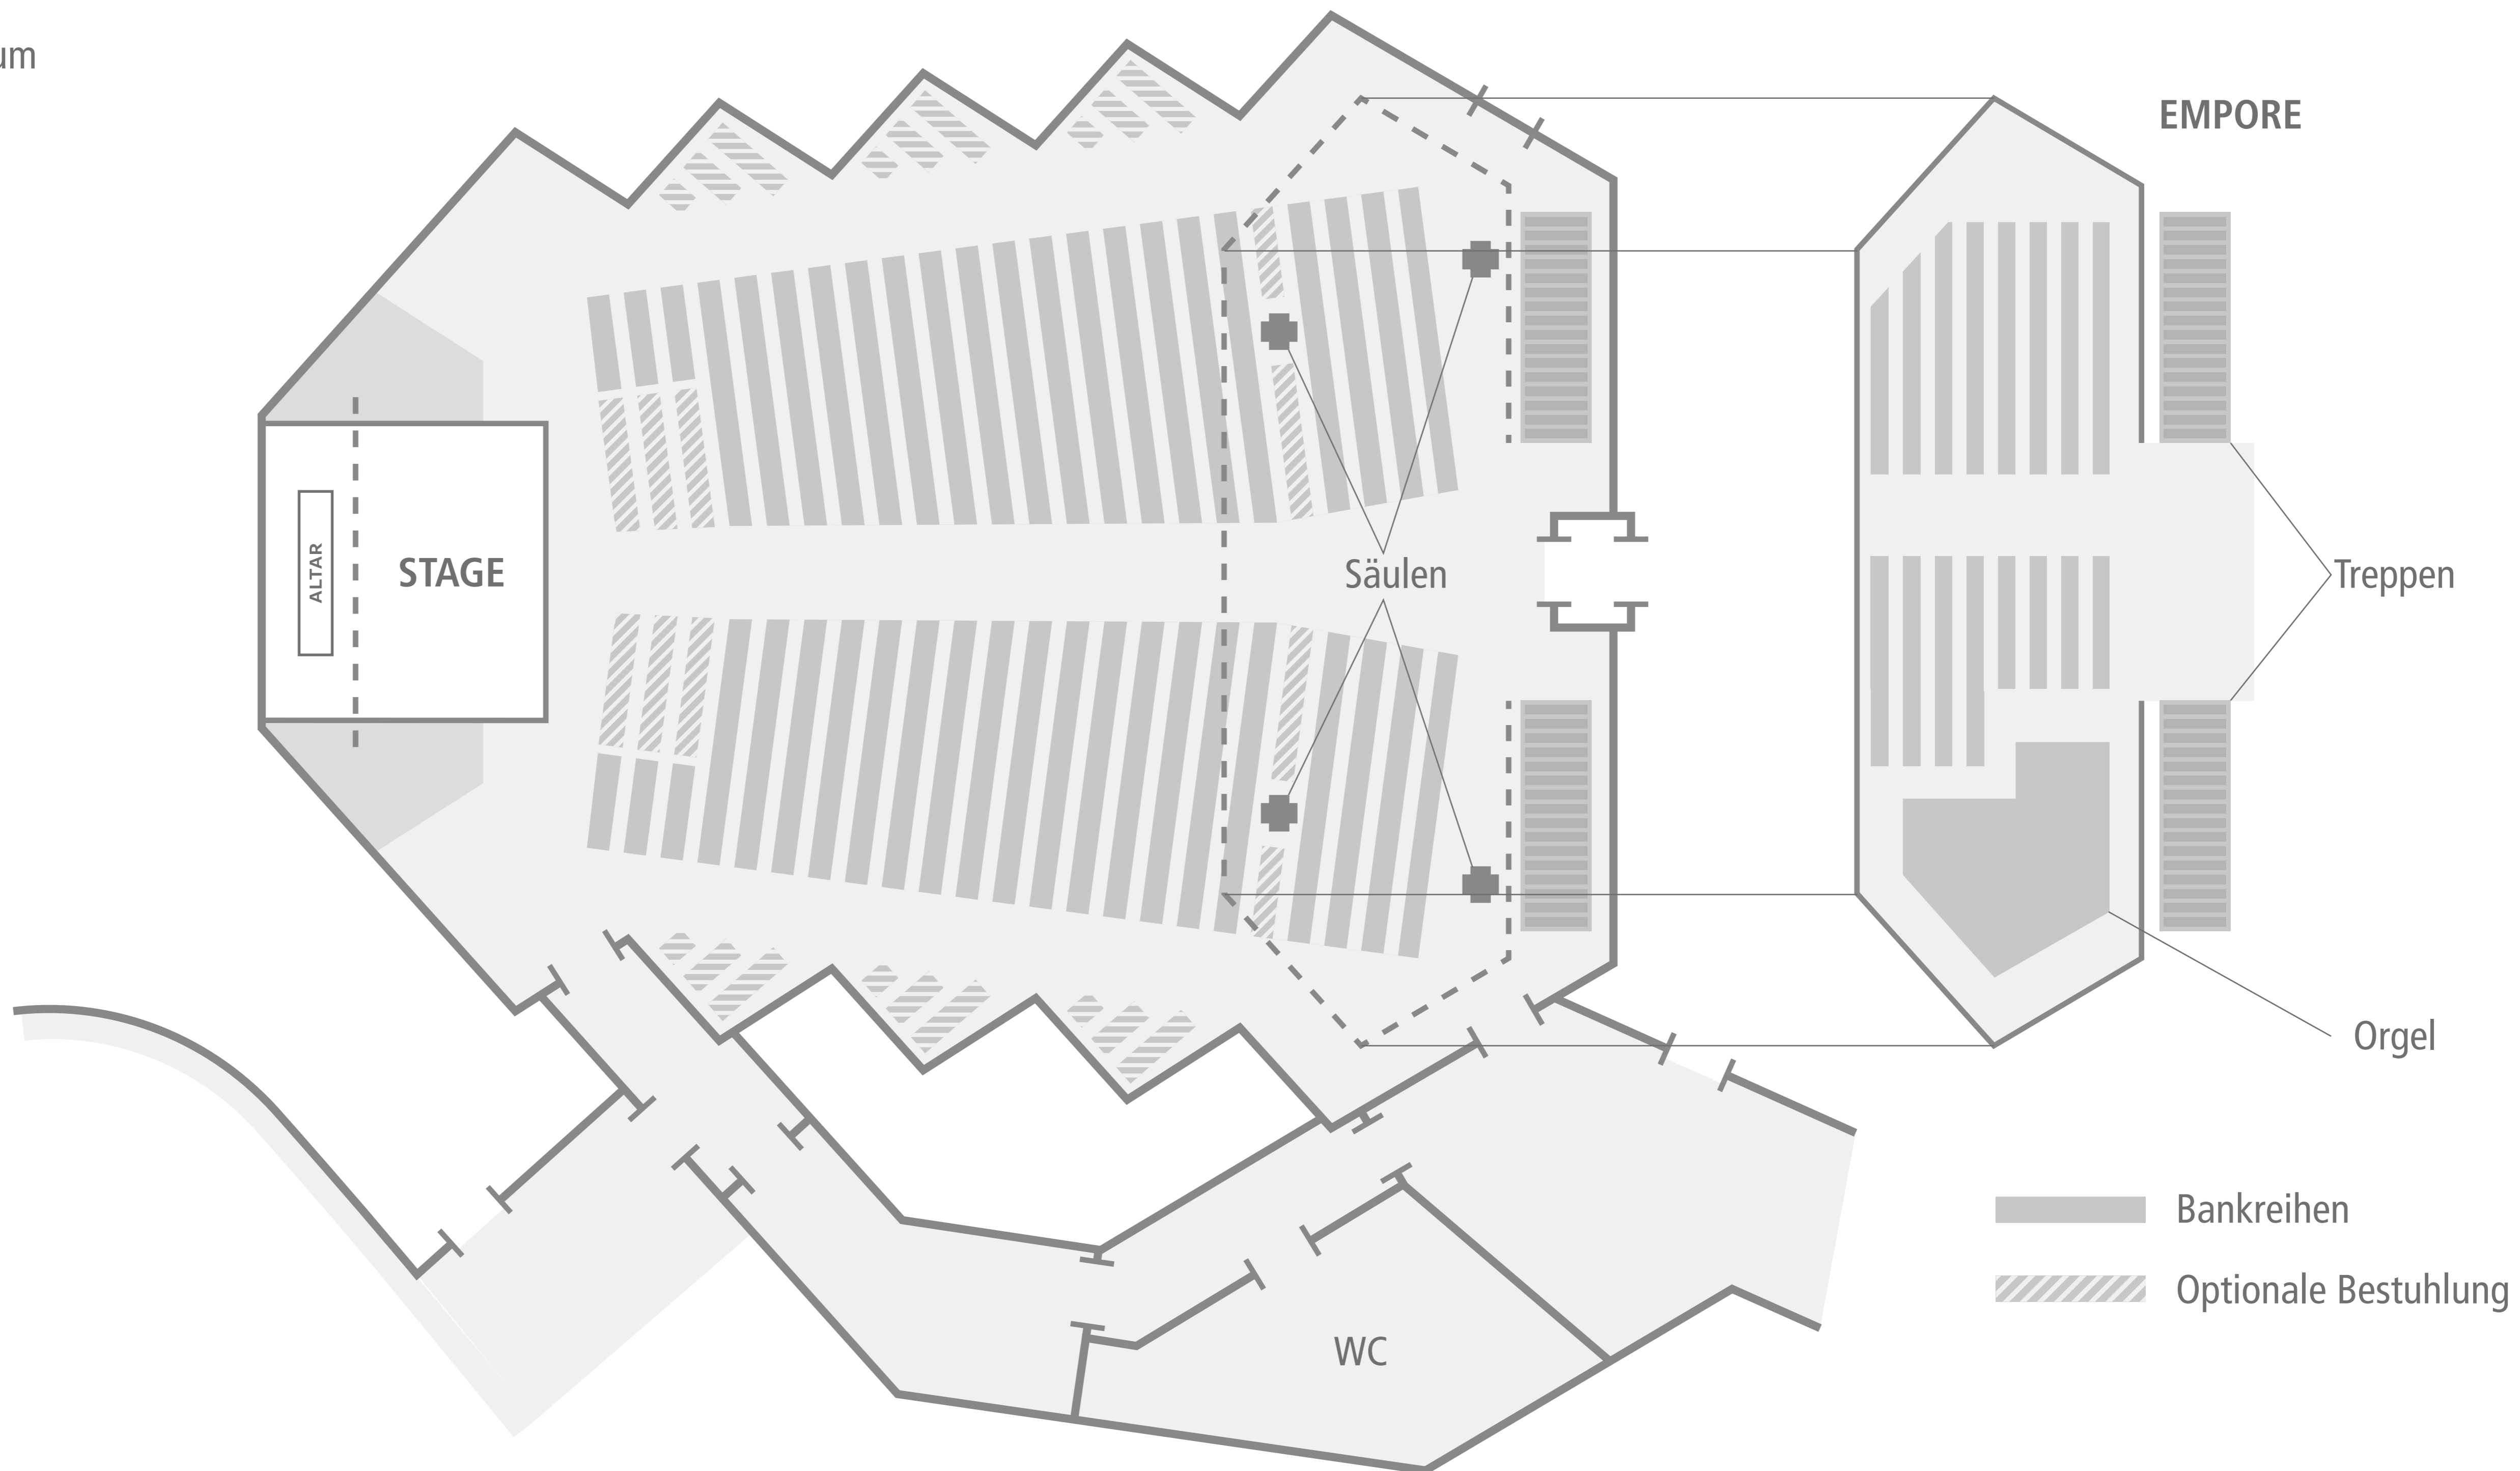 um
EMPORE
ALTAR
STAGE
Säulen
Treppen
Orgel
Bankreihen
Optionale Bestuhlung
WC